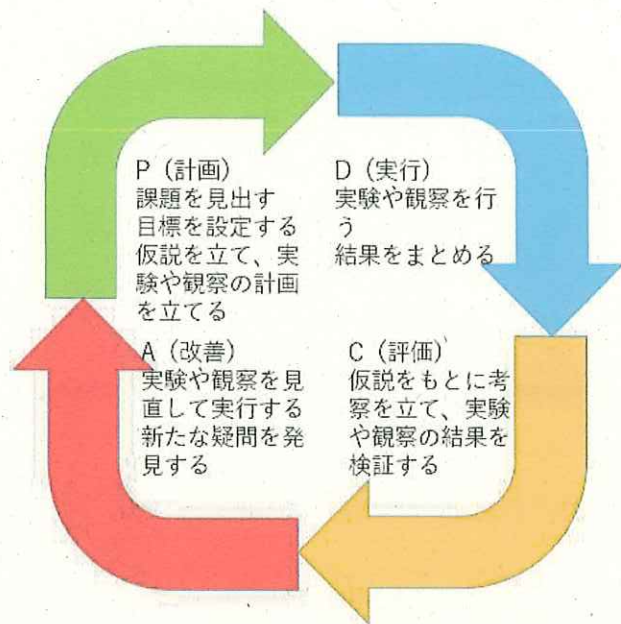 P（計画）
課題を見出す
目標を設定する
仮説を立て、実
験や観察の計画
を立てる
D（実行）
実験や観察を行
う
結果をまとめる
A（改善）
実験や観察を見
直して実行する
新たな疑問を発
見する
C（評価）
仮説をもとに考
察を立て、実験
や観察の結果を
検証する